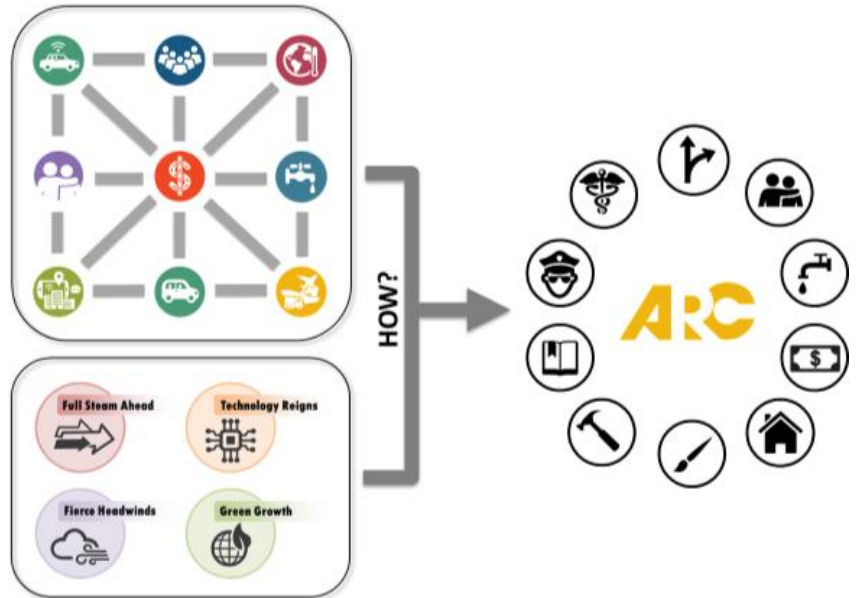 Full Steam Ahead
Technology Reigns
Fierce Headwinds
Green Growth
HOW?
ARC
$